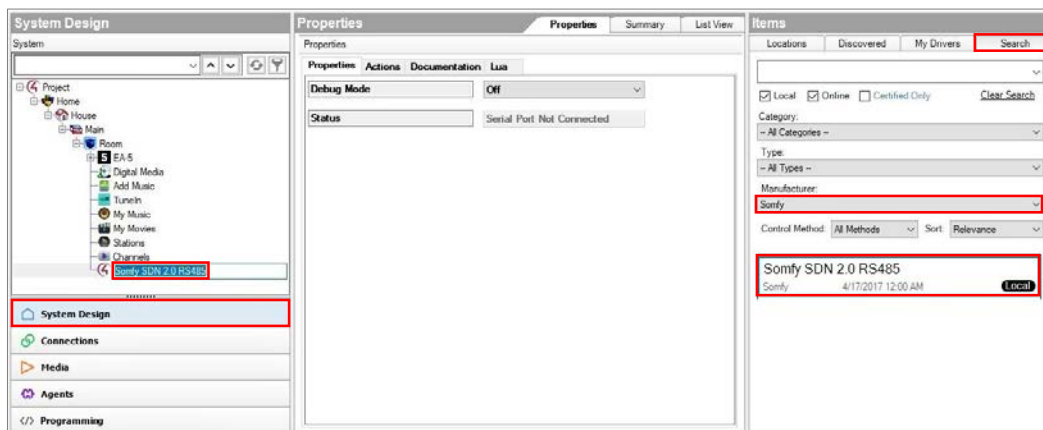 System Design
System
Project
Home
House
Main
Room
5 EA-5
Digital Media
Add Music
TuneIn
My Music
My Movies
Stations
Channels
Somfy SDN 2.0 RS485
System Design
Connections
Media
Agents
</> Programming
Properties
Properties Summary List View
Properties
Properties Actions Documentation Lua
Debug Mode Off
Status Serial Port Not Connected
Items
Locations Discovered My Drivers Search
Local Online Certified Only Clear Search
Category:
-- All Categories --
Type:
-- All Types --
Manufacturer:
Somfy
Control Method: All Methods Sort: Relevance
Somfy SDN 2.0 RS485
Somfy 4/17/2017 12:00 AM Local